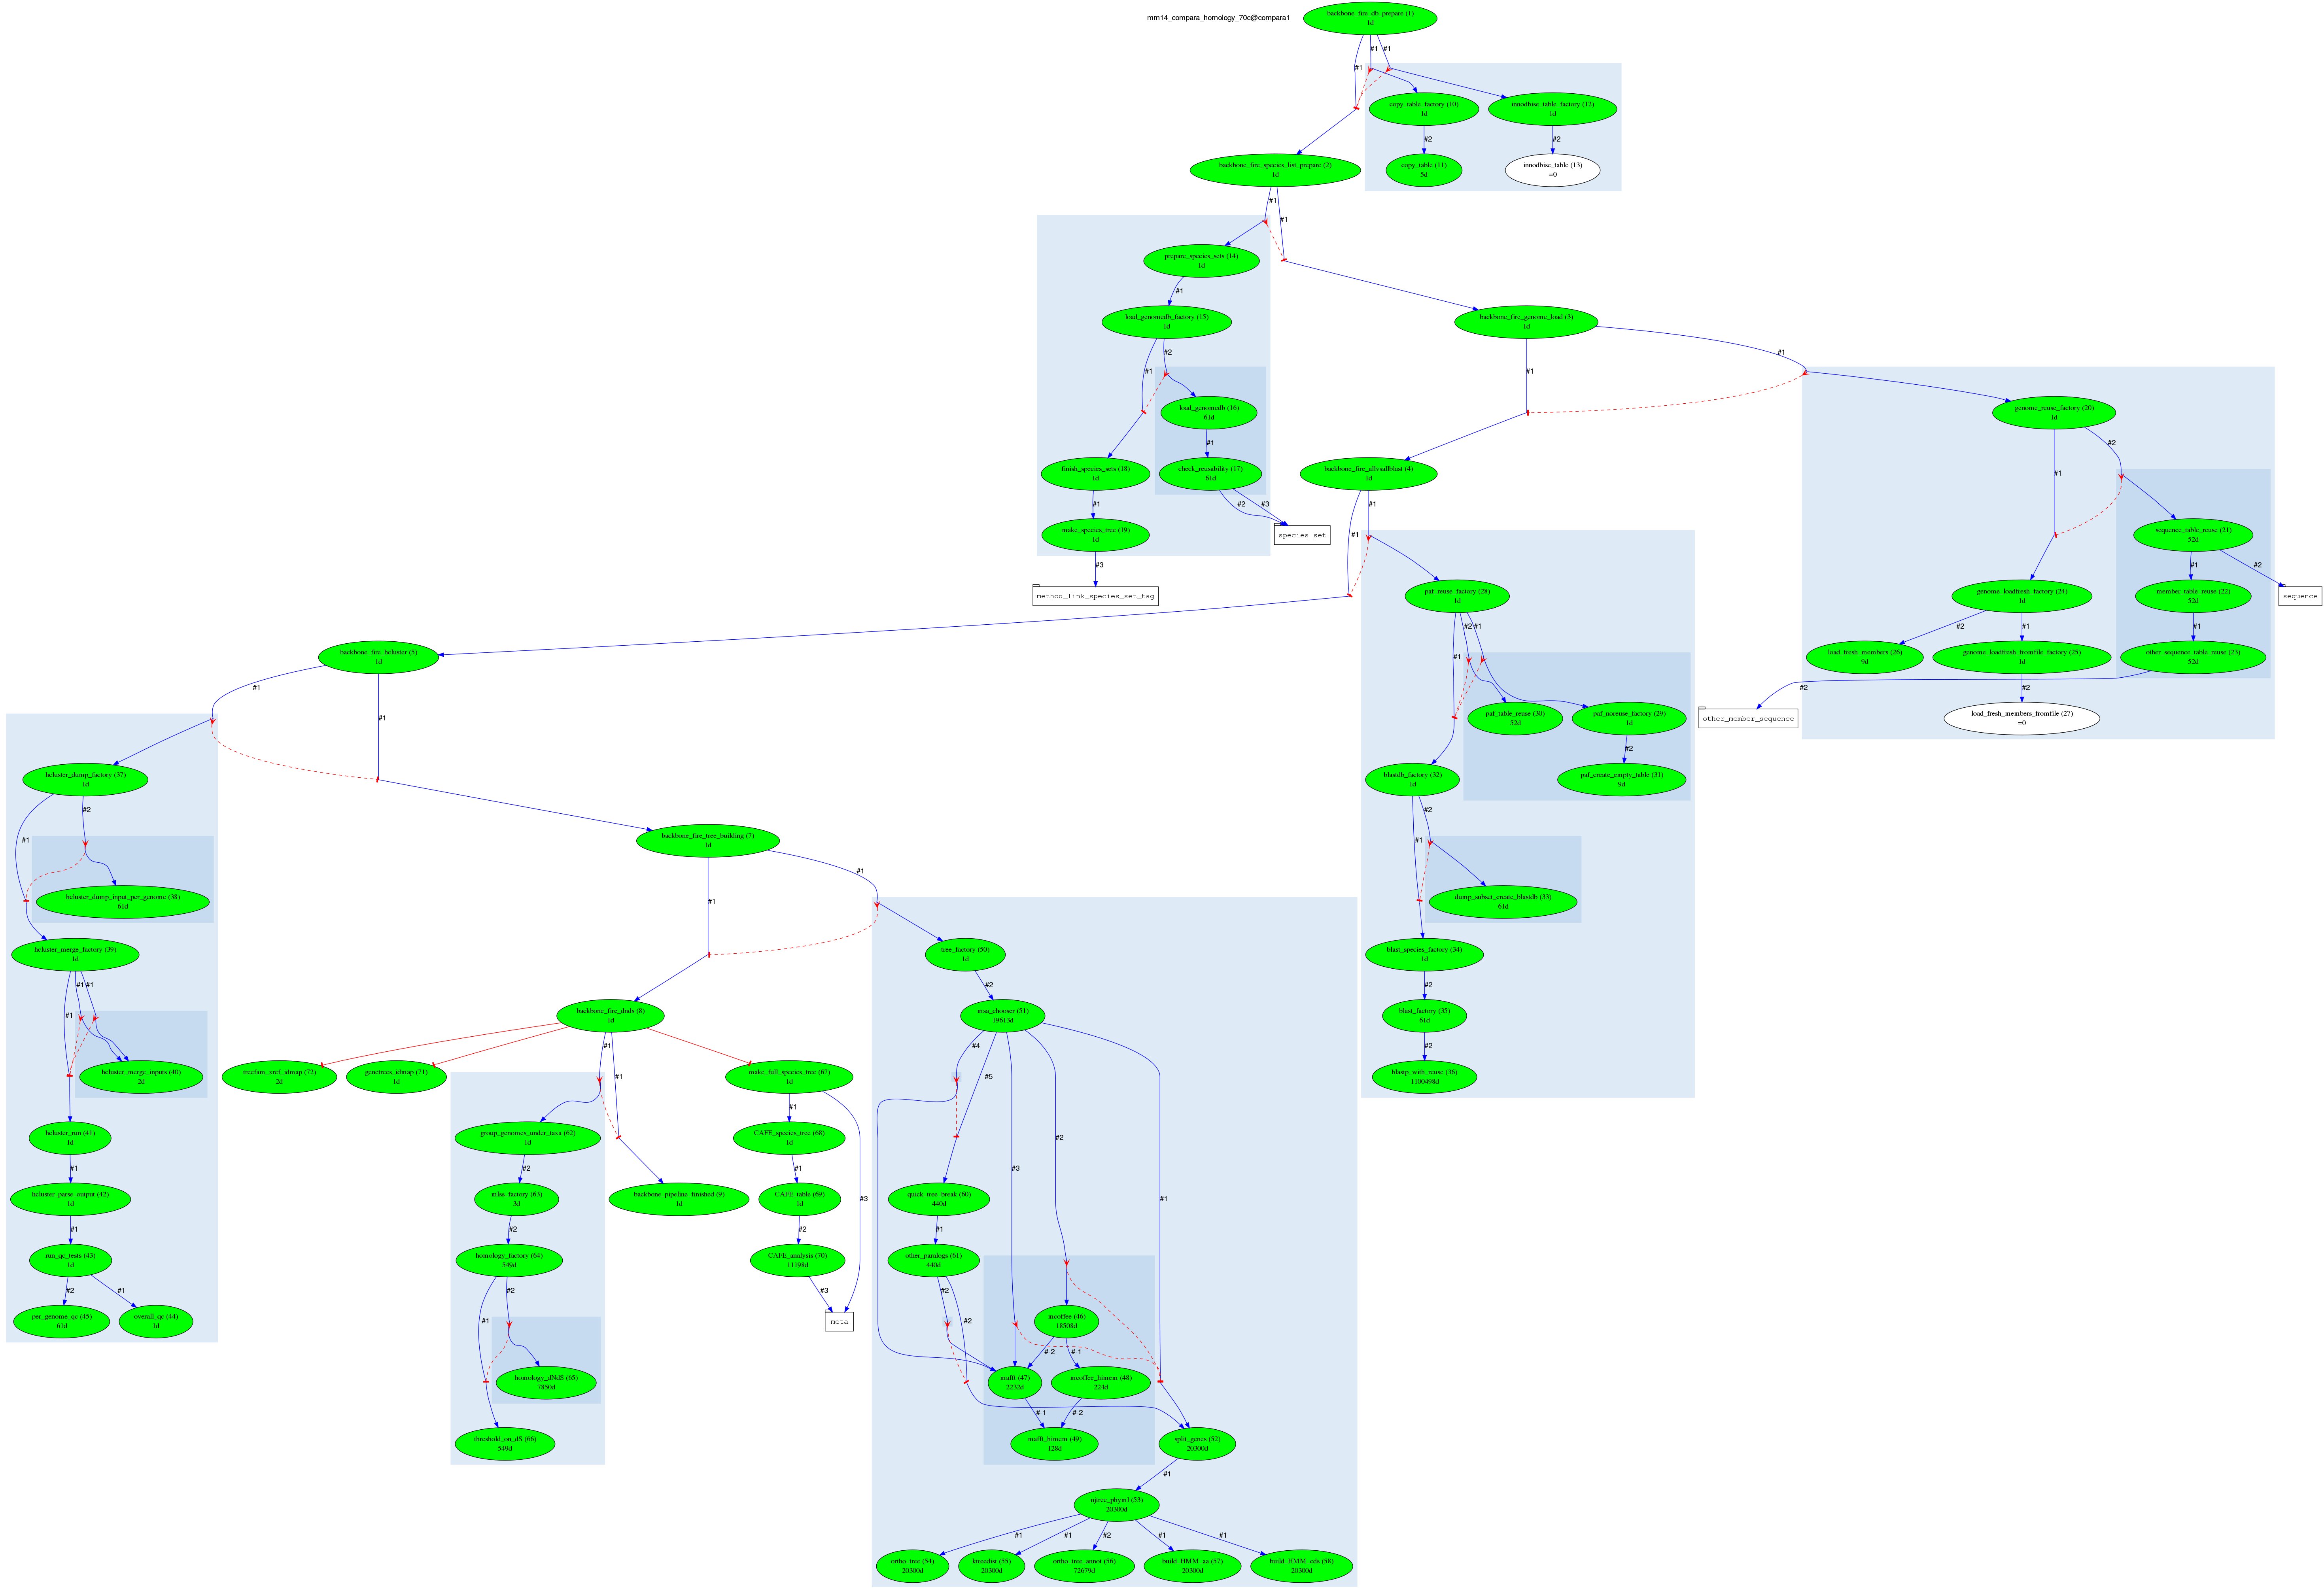 mm14_compara_homology_70c@compara1
backbone_fire_db_prepare (1)
1d
#1
#1
#1
copy_table_factory (10)
1d
innodbise_table_factory (12)
1d
#2
#2
backbone_fire_species_list_prepare (2)
1d
copy_table (11)
5d
innodbise_table (13)
=0
#1
#1
prepare_species_sets (14)
1d
#1
load_genomedb_factory (15)
1d
backbone_fire_genome_load (3)
1d
#1
#2
#1
#1
load_genomedb (16)
61d
genome_reuse_factory (20)
1d
#1
#1
#2
finish_species_sets (18)
1d
check_reusability (17)
61d
backbone_fire_allvsallblast (4)
1d
#1
#2
#3
#1
#1
make_species_tree (19)
1d
species_set
sequence_table_reuse (21)
52d
#3
#1
#2
method_link_species_set_tag
paf_reuse_factory (28)
1d
genome_loadfresh_factory (24)
1d
member_table_reuse (22)
52d
sequence
#2
#1
#1
#2
#1
#1
backbone_fire_hcluster (5)
1d
load_fresh_members (26)
9d
genome_loadfresh_fromfile_factory (25)
1d
other_sequence_table_reuse (23)
52d
#1
#1
#2
#2
paf_table_reuse (30)
52d
paf_noreuse_factory (29)
1d
other_member_sequence
load_fresh_members_fromfile (27)
=0
#2
hcluster_dump_factory (37)
1d
blastdb_factory (32)
1d
paf_create_empty_table (31)
9d
#2
#1
#2
#1
backbone_fire_tree_building (7)
1d
#1
#1
hcluster_dump_input_per_genome (38)
61d
dump_subset_create_blastdb (33)
61d
hcluster_merge_factory (39)
1d
tree_factory (50)
1d
blast_species_factory (34)
1d
#1
#1
#1
#2
#2
backbone_fire_dnds (8)
1d
msa_chooser (51)
19613d
blast_factory (35)
61d
#1
#4
#2
hcluster_merge_inputs (40)
2d
treefam_xref_idmap (72)
2d
genetrees_idmap (71)
1d
#1
make_full_species_tree (67)
1d
#5
blastp_with_reuse (36)
1100498d
#1
hcluster_run (41)
1d
group_genomes_under_taxa (62)
1d
CAFE_species_tree (68)
1d
#2
#1
#2
#1
#3
hcluster_parse_output (42)
1d
mlss_factory (63)
3d
backbone_pipeline_finished (9)
1d
CAFE_table (69)
1d
#3
quick_tree_break (60)
440d
#1
#1
#2
#2
#1
run_qc_tests (43)
1d
homology_factory (64)
549d
CAFE_analysis (70)
11198d
other_paralogs (61)
440d
#2
#1
#2
#3
#2
per_genome_qc (45)
61d
overall_qc (44)
1d
#1
meta
#2
mcoffee (46)
18508d
#-2
#-1
homology_dNdS (65)
7850d
mafft (47)
2232d
mcoffee_himem (48)
224d
#-1
#-2
threshold_on_dS (66)
549d
mafft_himem (49)
128d
split_genes (52)
20300d
#1
njtree_phyml (53)
20300d
#1
#1
#2
#1
#1
ortho_tree (54)
20300d
ktreedist (55)
20300d
ortho_tree_annot (56)
72679d
build_HMM_aa (57)
20300d
build_HMM_cds (58)
20300d